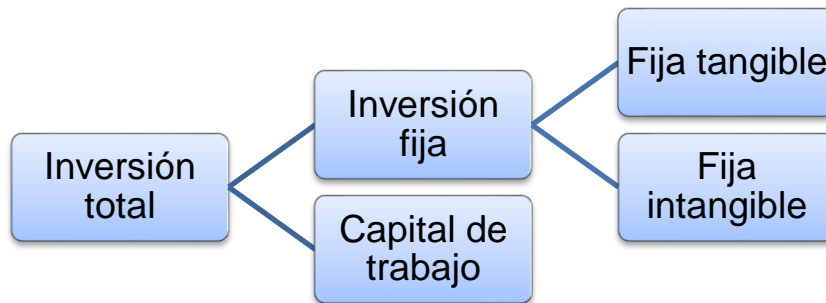 Inversión
total
Inversión
fija
Capital de
trabajo
Fija tangible
Fija
intangible